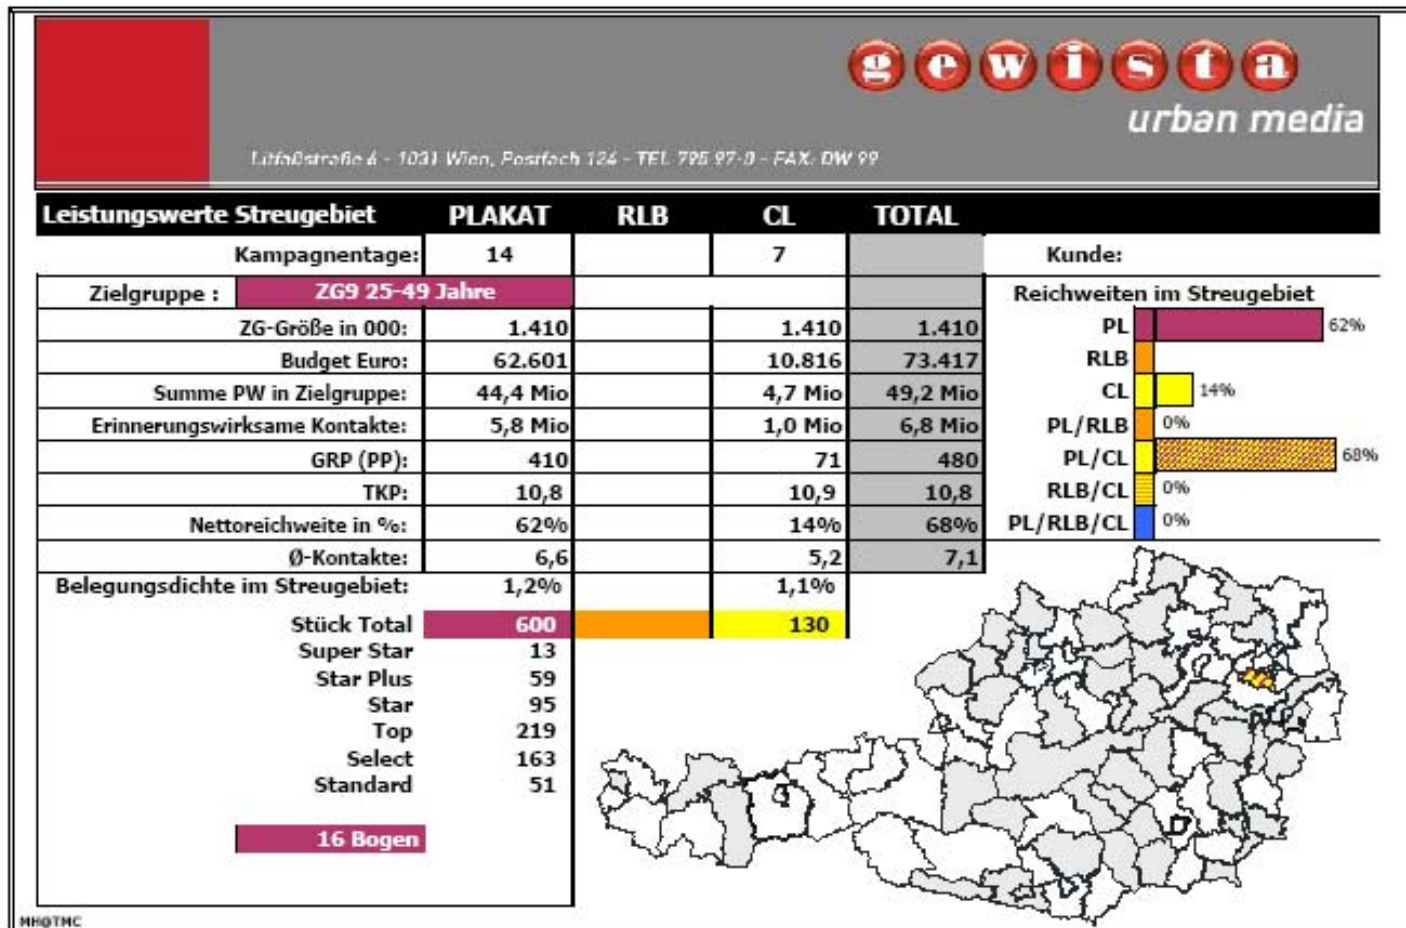 gewista
urban media
Litfaßstraße 6 - 1031 Wien, Postfach 124 - TEL 795 97-0 - FAX: DW 99
Leistungswerte Streugebiet PLAKAT RLB CL TOTAL
Kampagnentage: 14 7 Kunde:
Zielgruppe : ZG9 25-49 Jahre
ZG-Größe in 000: 1.410 1.410 1.410
Budget Euro: 62.601 10.816 73.417
Summe PW in Zielgruppe: 44,4 Mio 4,7 Mio 49,2 Mio
Erinnerungswirksame Kontakte: 5,8 Mio 1,0 Mio 6,8 Mio
GRP (PP): 410 71 480
TKP: 10,8 10,9 10,8
Nettoreichweite in %: 62% 14% 68%
Ø-Kontakte: 6,6 5,2 7,1
Belegungsdichte im Streugebiet: 1,2% 1,1%
Stück Total 600 130
Super Star 13
Star Plus 59
Star 95
Top 219
Select 163
Standard 51
16 Bogen
Reichweiten im Streugebiet
PL 62%
RLB
CL 14%
PL/RLB 0%
PL/CL 68%
RLB/CL 0%
PL/RLB/CL 0%
MH@TMC